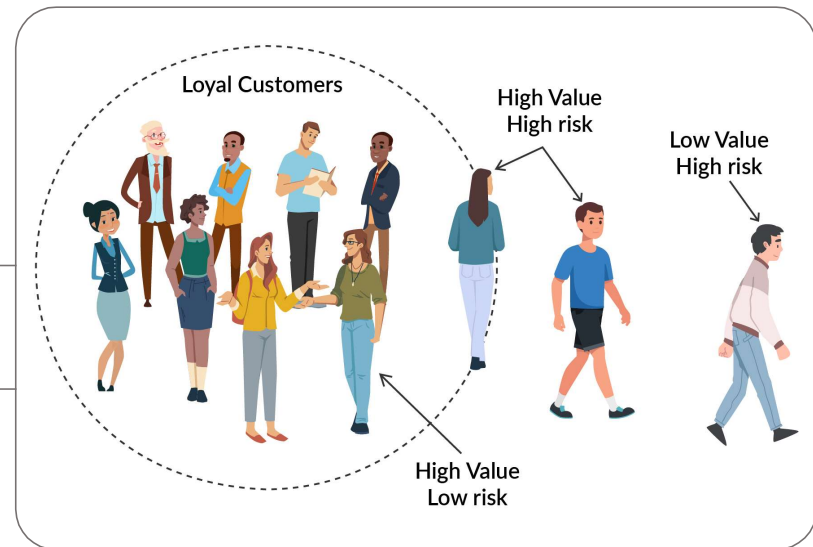 Loyal Customers
High Value
High risk
Low Value
High risk
High Value
Low risk